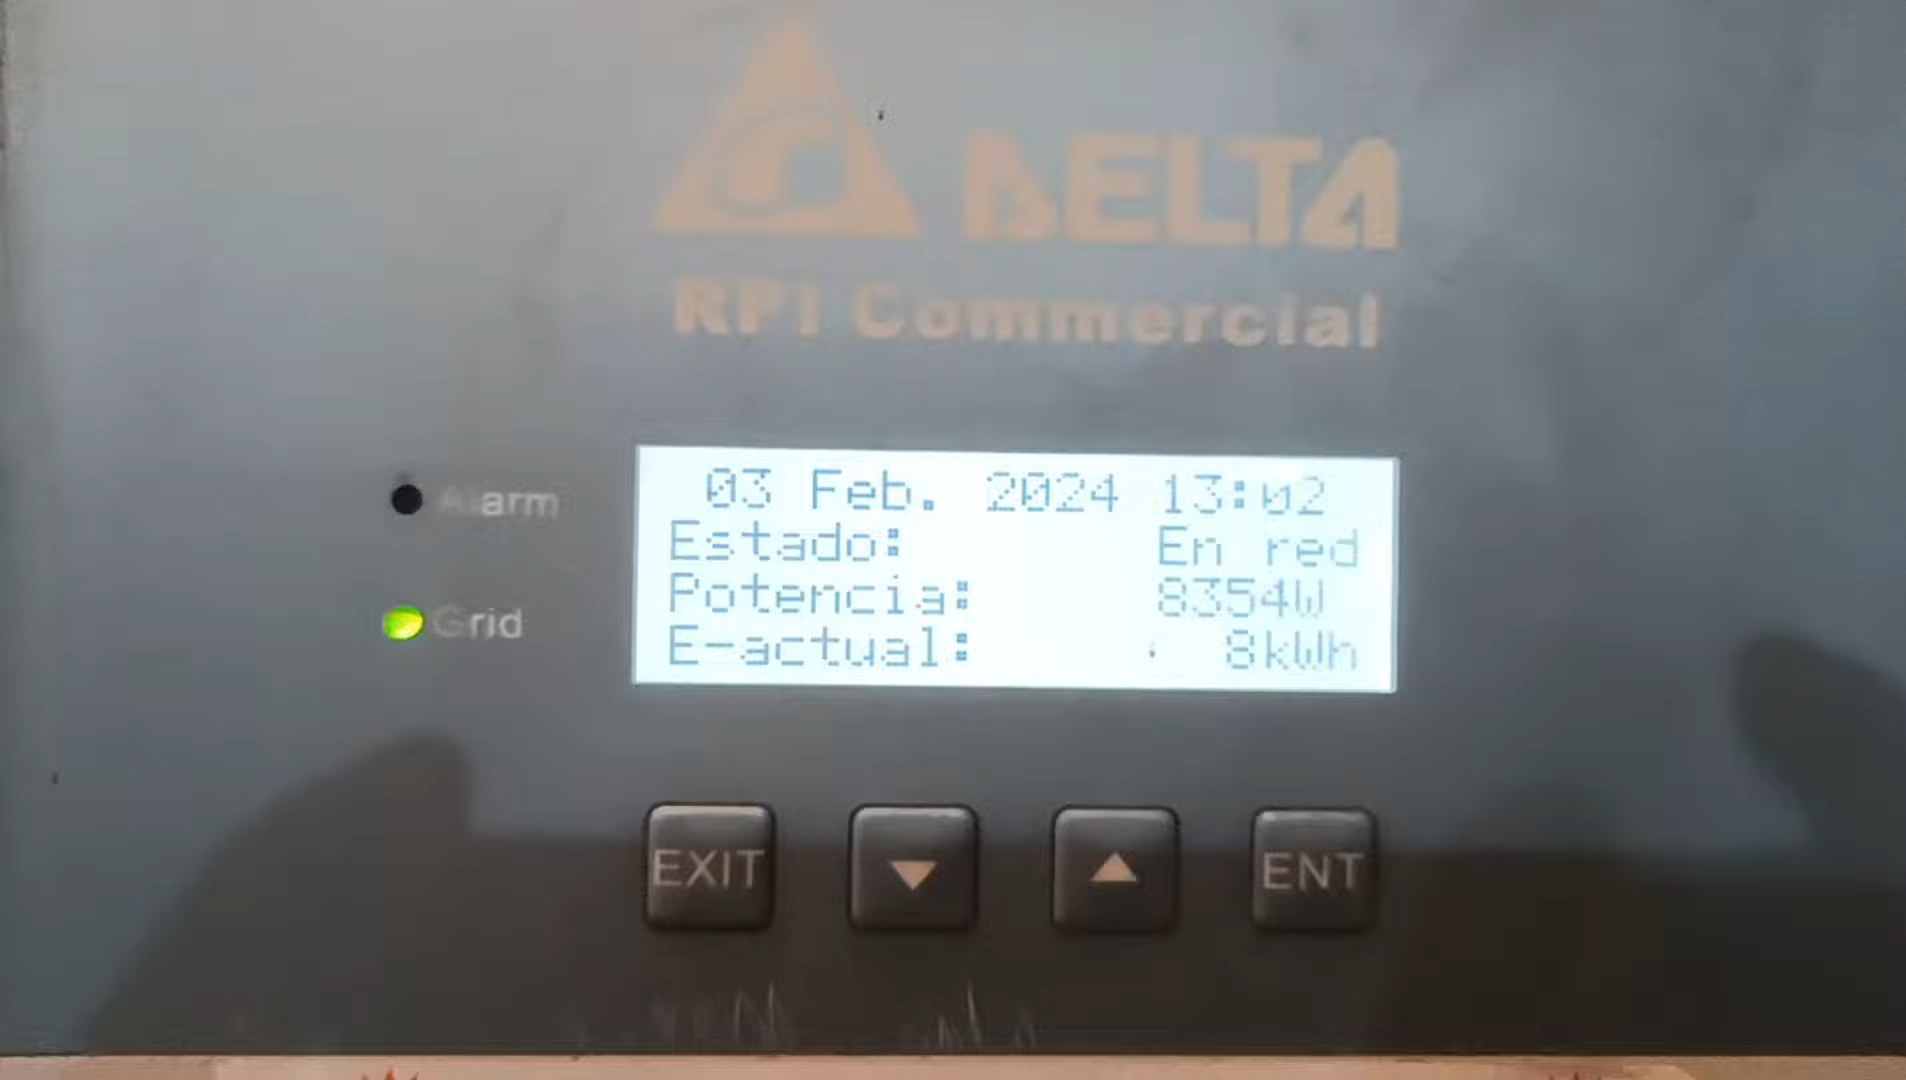 DELTA
RPI Commercial
03 Feb. 2024 13:02
Estado: En red
Potencia: 8354W
E-actual: 8kWh
Alarm
Grid
EXIT
ENT